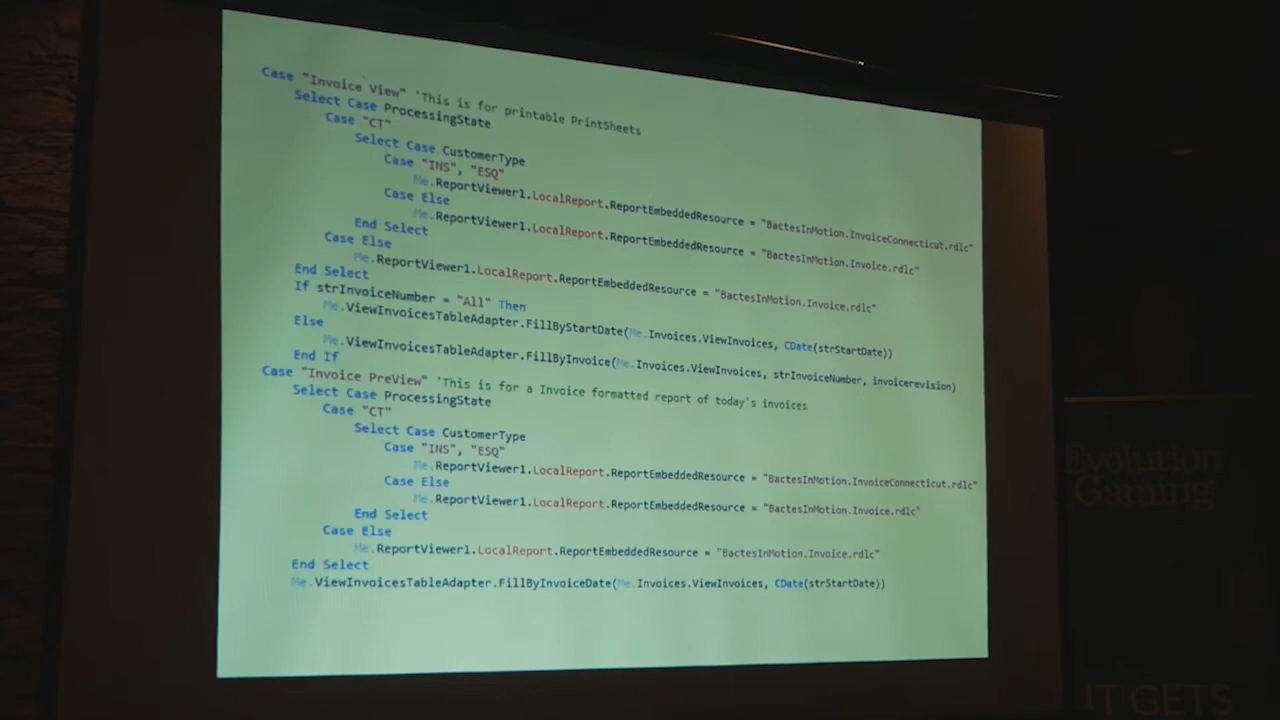 Case "Invoice View" 'This is for printable PrintSheets
Select Case ProcessingState
Case "CT"
Select Case CustomerType
Case "INS", "ESQ"
Me.ReportViewer1.LocalReport.ReportEmbeddedResource = "BactesInMotion.InvoiceConnecticut.rdlc"
Case Else
Me.ReportViewer1.LocalReport.ReportEmbeddedResource = "BactesInMotion.Invoice.rdlc"
End Select
Case Else
Me.ReportViewer1.LocalReport.ReportEmbeddedResource = "BactesInMotion.Invoice.rdlc"
End Select
If strInvoiceNumber = "All" Then
Me.ViewInvoicesTableAdapter.FillByStartDate(Me.Invoices.ViewInvoices, CDate(strStartDate))
Else
Me.ViewInvoicesTableAdapter.FillByInvoice(Me.Invoices.ViewInvoices, strInvoiceNumber, invoicerevision)
End If
Case "Invoice PreView" 'This is for a Invoice formatted report of today's invoices
Select Case ProcessingState
Case "CT"
Select Case CustomerType
Case "INS", "ESQ"
Me.ReportViewer1.LocalReport.ReportEmbeddedResource = "BactesInMotion.InvoiceConnecticut.rdlc"
Case Else
Me.ReportViewer1.LocalReport.ReportEmbeddedResource = "BactesInMotion.Invoice.rdlc"
End Select
Case Else
Me.ReportViewer1.LocalReport.ReportEmbeddedResource = "BactesInMotion.Invoice.rdlc"
End Select
Me.ViewInvoicesTableAdapter.FillByInvoiceDate(Me.Invoices.ViewInvoices, CDate(strStartDate))
Evolution
Gaming
IT GETS